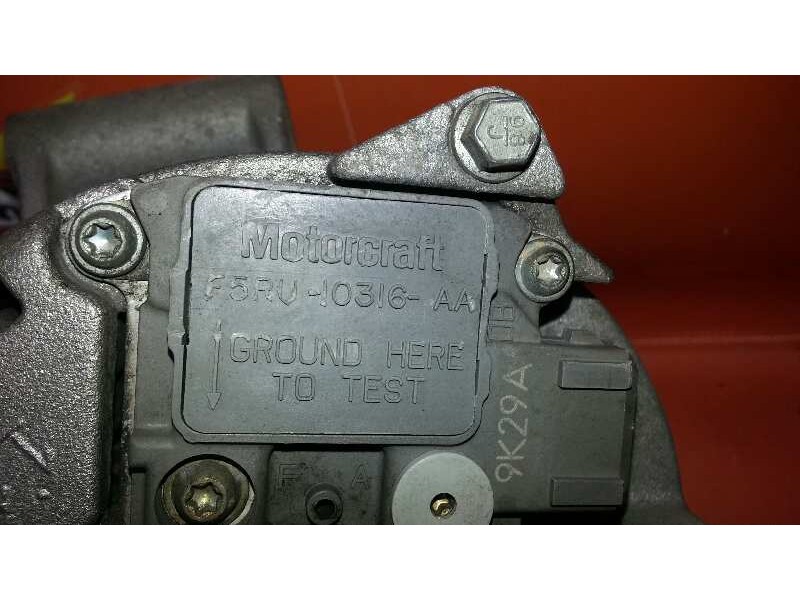 Motorcraft
F5RU-10316-AA
GROUND HERE
TO TEST
9K29A
F A